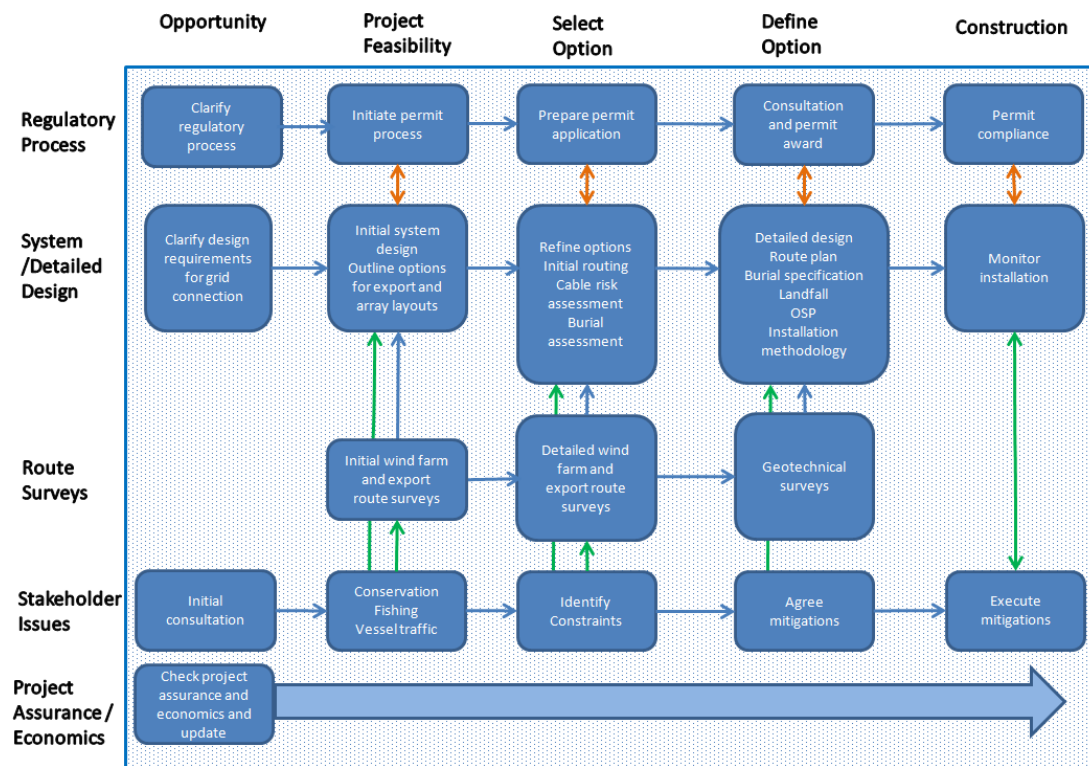 Opportunity
Project
Feasibility
Select
Option
Define
Option
Construction
Regulatory
Process
Clarify
regulatory
process
Initiate permit
process
Prepare permit
application
Consultation
and permit
award
Permit
compliance
System
/Detailed
Design
Clarify design
requirements
for grid
connection
Initial system
design
Outline options
for export and
array layouts
Refine options
Initial routing
Cable risk
assessment
Burial
assessment
Detailed design
Route plan
Burial specification
Landfall
OSP
Installation
methodology
Monitor
installation
Route
Surveys
Initial wind farm
and export
route surveys
Detailed wind
farm and
export route
surveys
Geotechnical
surveys
Stakeholder
Issues
Initial
consultation
Conservation
Fishing
Vessel traffic
Identify
Constraints
Agree
mitigations
Execute
mitigations
Project
Assurance /
Economics
Check project
assurance and
economics and
update